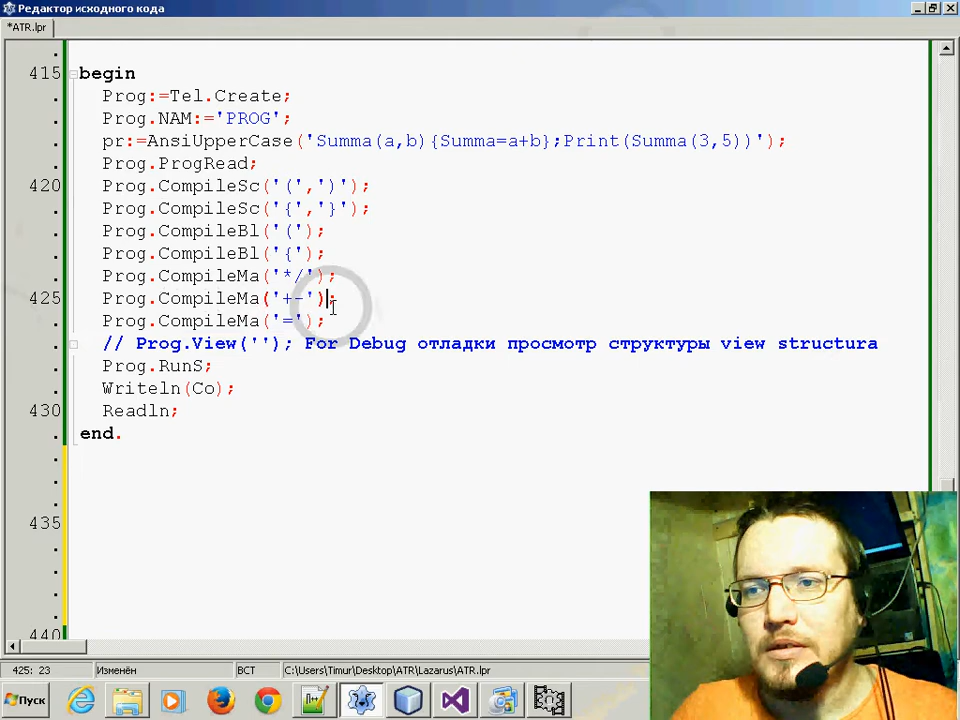 Редактор исходного кода
*ATR.lpr
.
415 begin
. Prog:=Tel.Create;
. Prog.NAM:='PROG';
. pr:=AnsiUpperCase('Summa(a,b){Summa=a+b};Print(Summa(3,5))');
. Prog.ProgRead;
420 Prog.CompileSc('(',')');
. Prog.CompileSc('{','}');
. Prog.CompileBl('(');
. Prog.CompileBl('{');
. Prog.CompileMa('*/');
425 Prog.CompileMa('+-');
. Prog.CompileMa('=');
. // Prog.View(''); For Debug отладки просмотр структуры view structura
. Prog.RunS;
. Writeln(Co);
430 Readln;
. end.
.
.
.
435
.
.
.
.
440
425: 23 Изменён ВСТ C:\Users\Timur\Desktop\ATR\Lazarus\ATR.lpr
Пуск